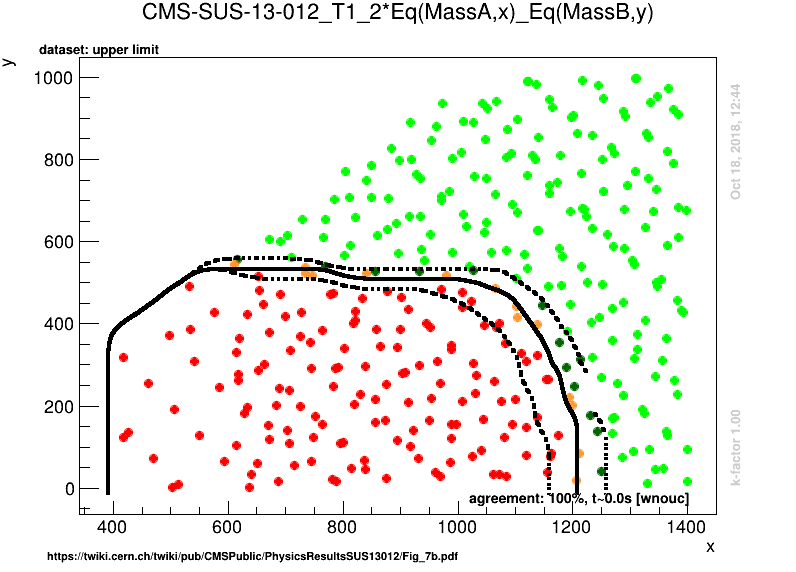 CMS-SUS-13-012_T1_2*Eq(MassA,x)_Eq(MassB,y)
dataset: upper limit
y
1000
800
600
400
200
0
400
600
800
1000
1200
1400
x
agreement: 100%, t~0.0s [wnouc]
Oct 18, 2018, 12:44
k-factor 1.00
https://twiki.cern.ch/twiki/pub/CMSPublic/PhysicsResultsSUS13012/Fig_7b.pdf